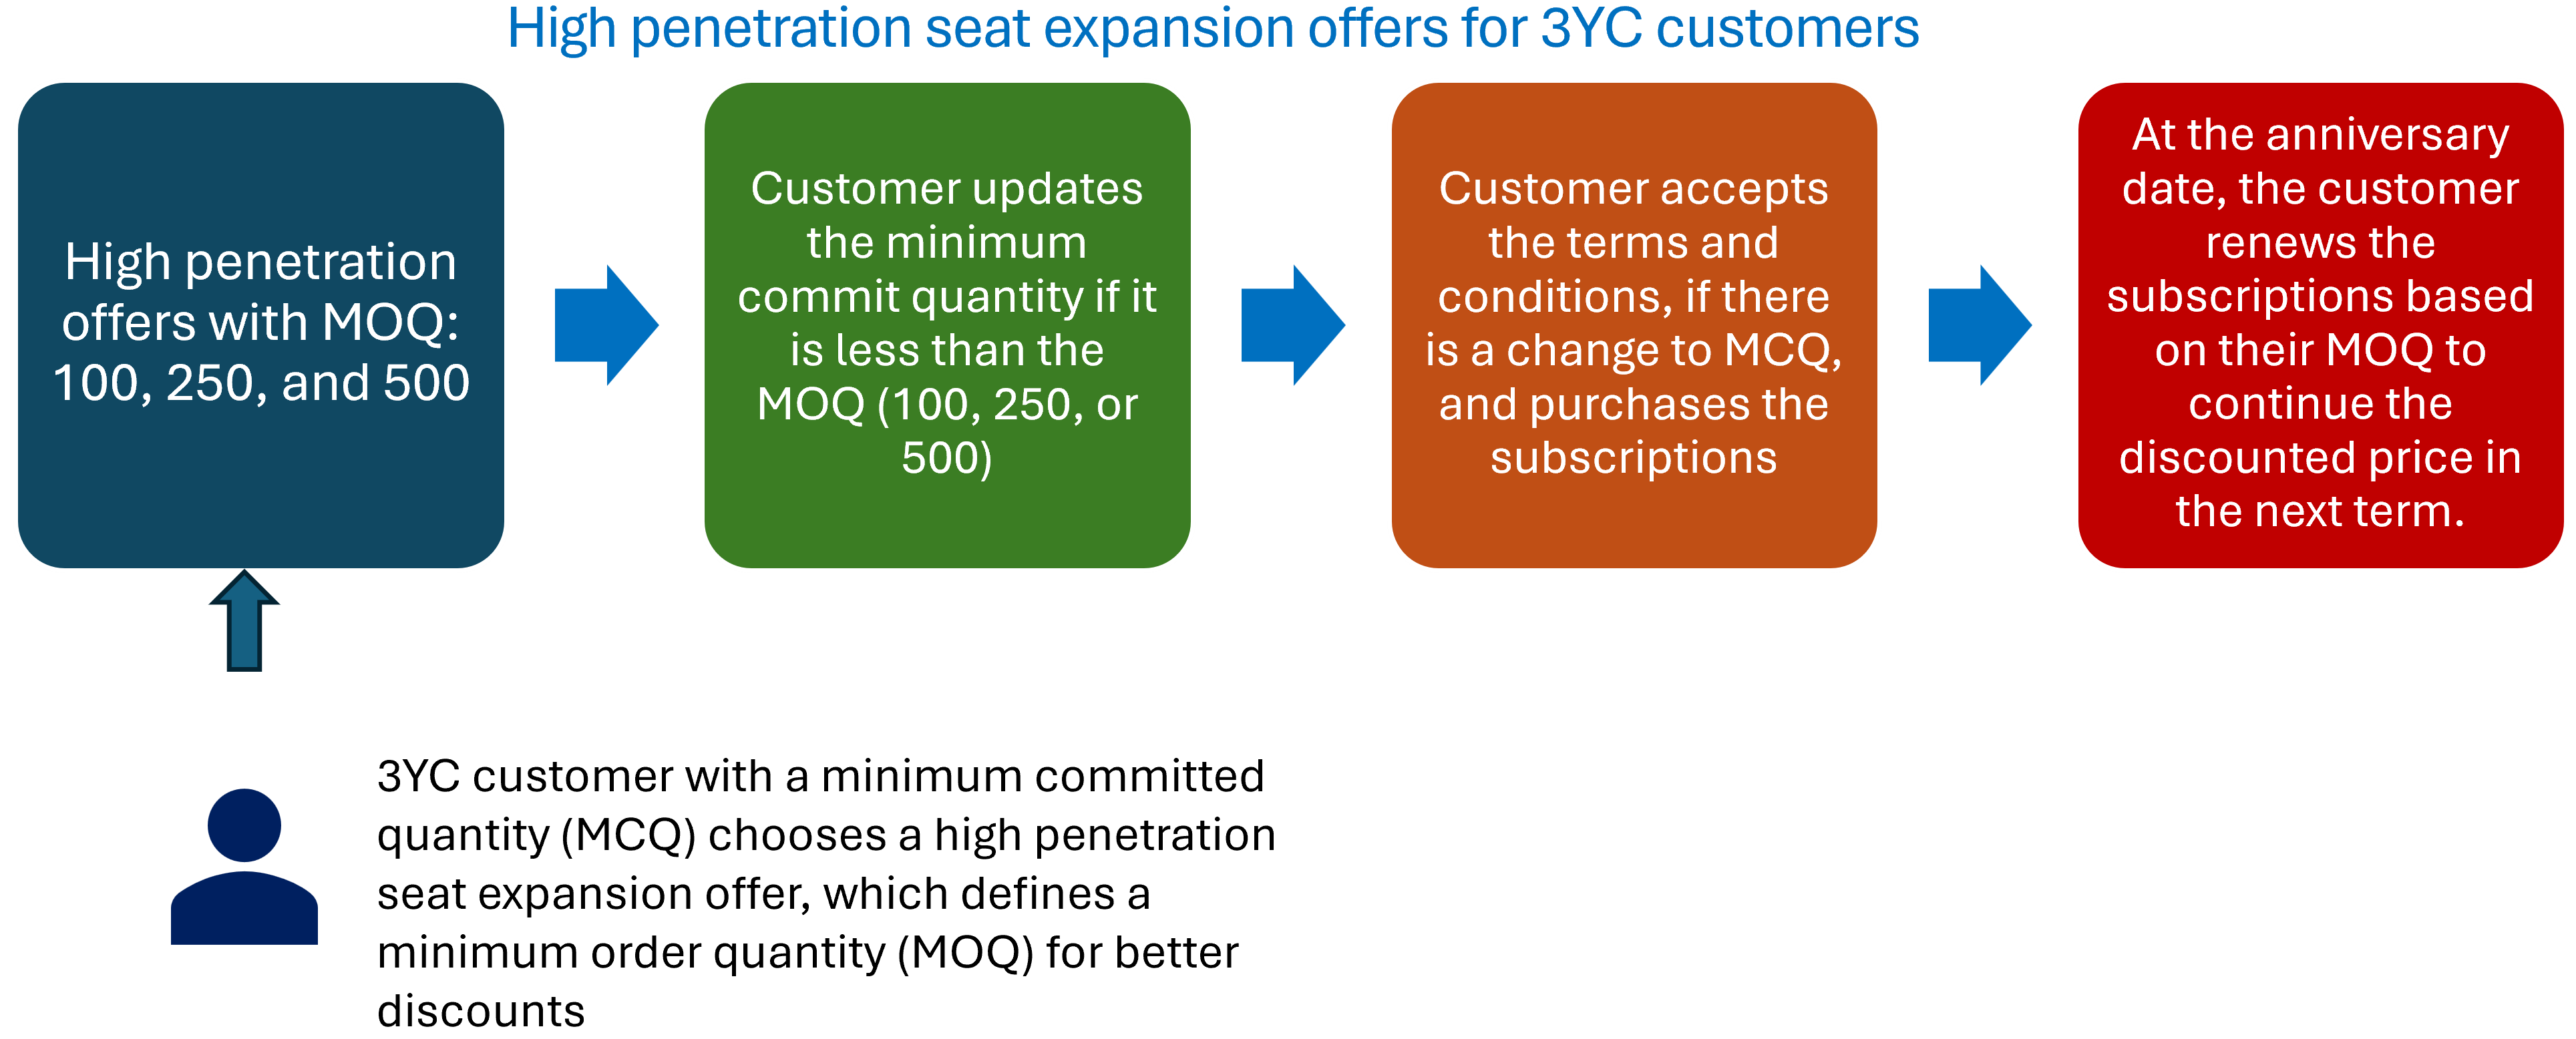 High penetration seat expansion offers for 3YC customers
High penetration
offers with MOQ:
100, 250, and 500
Customer updates
the minimum
commit quantity if it
is less than the
MOQ (100, 250, or
500)
Customer accepts
the terms and
conditions, if there
is a change to MCQ,
and purchases the
subscriptions
At the anniversary
date, the customer
renews the
subscriptions based
on their MOQ to
continue the
discounted price in
the next term.
3YC customer with a minimum committed
quantity (MCQ) chooses a high penetration
seat expansion offer, which defines a
minimum order quantity (MOQ) for better
discounts